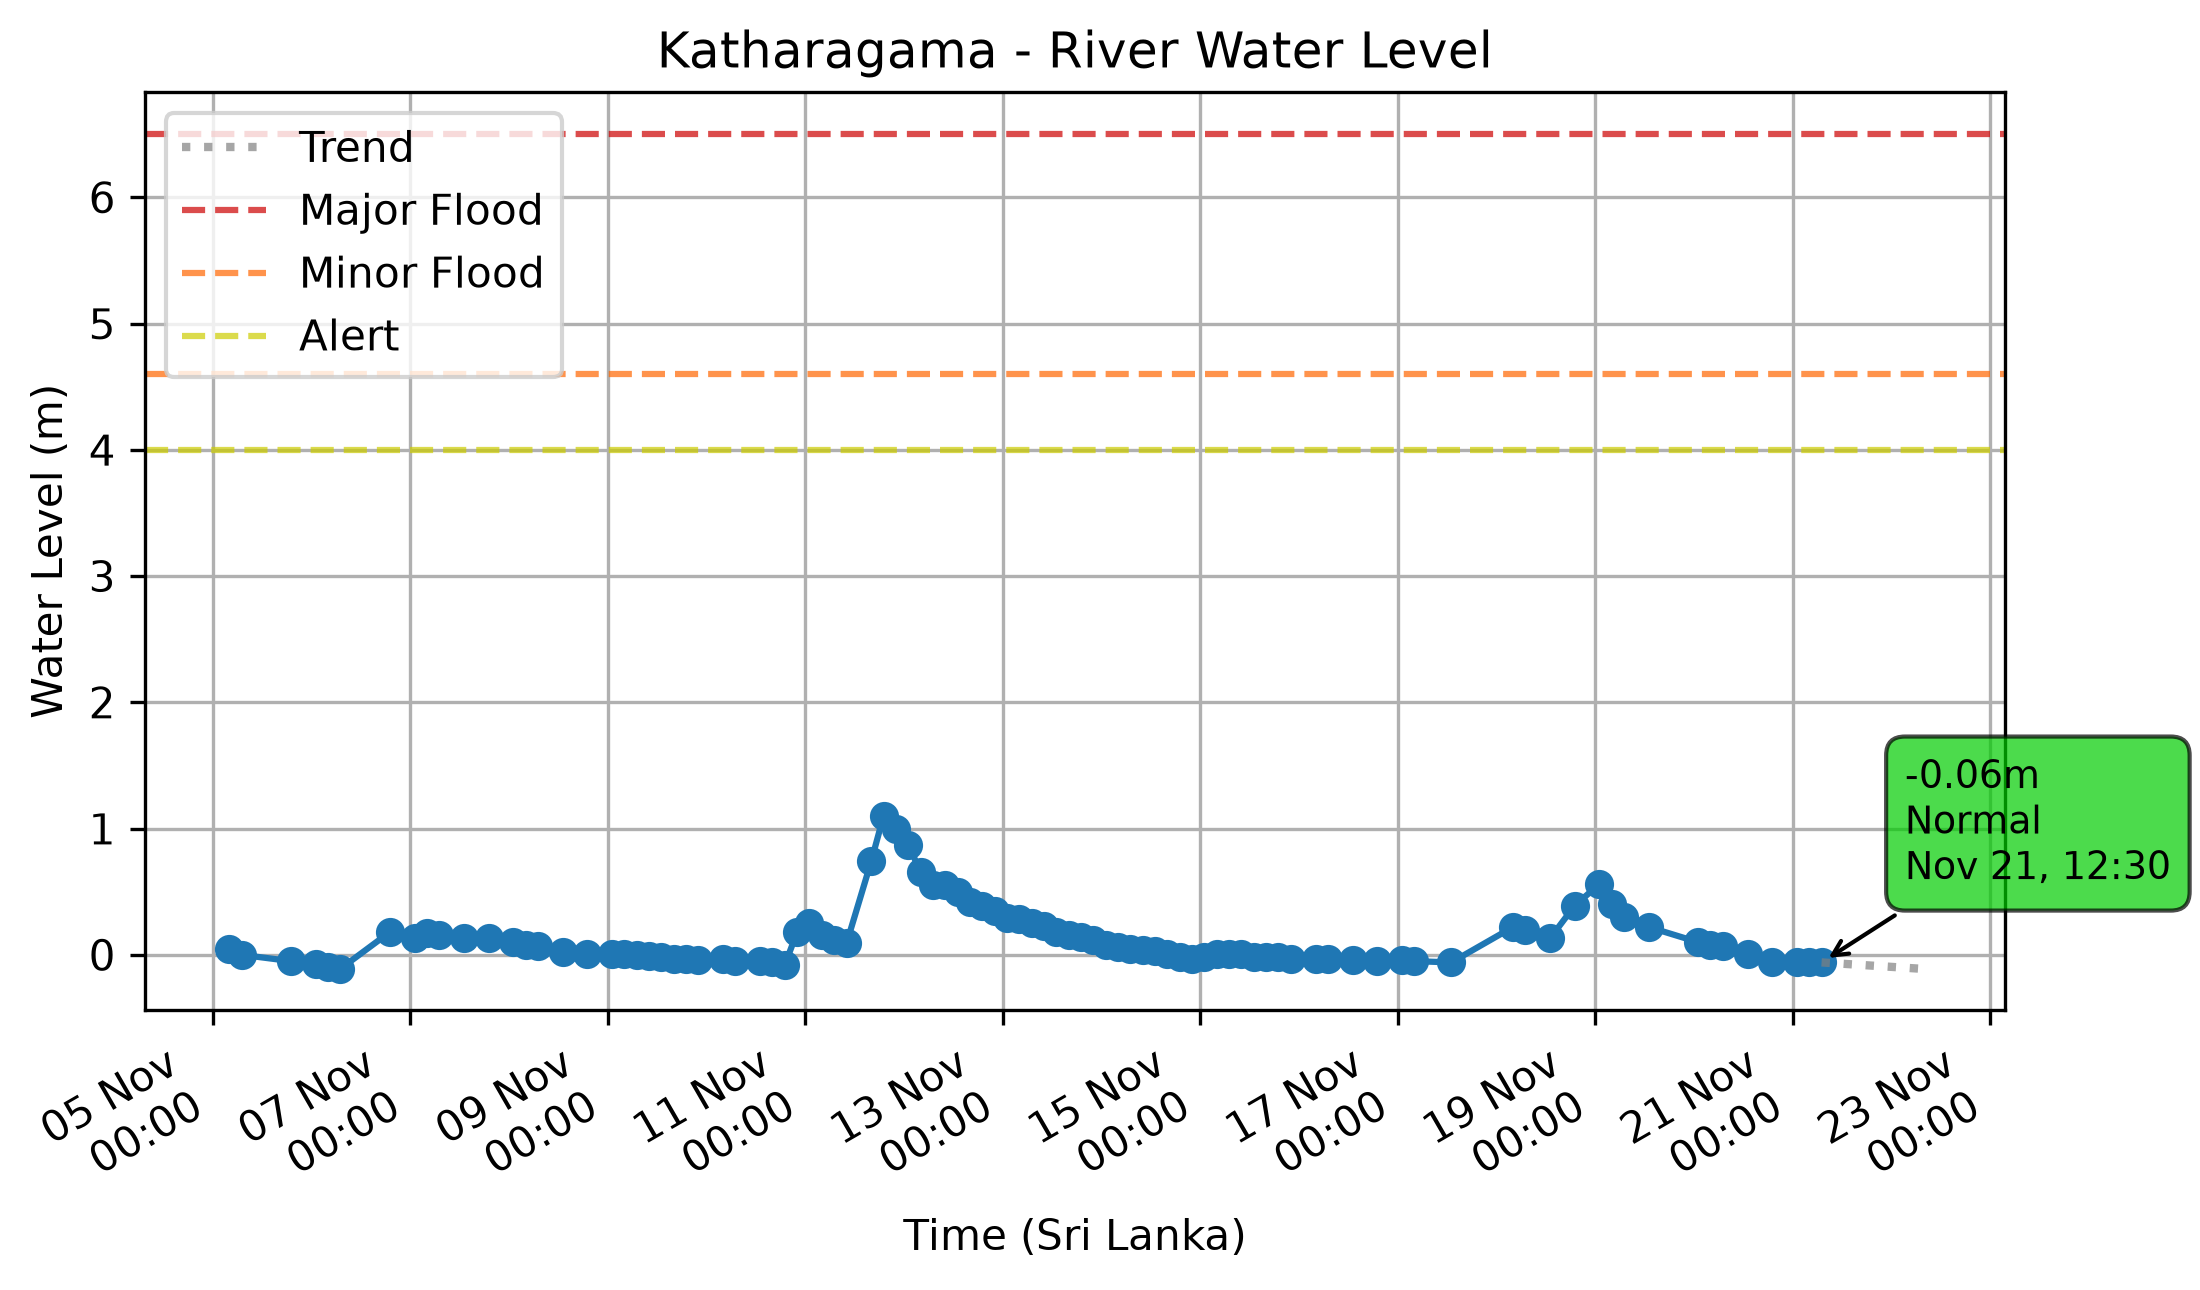 Katharagama - River Water Level
Trend
Major Flood
Minor Flood
Alert
Water Level (m)
6
5
4
3
2
1
0
-0.06m
Normal
Nov 21, 12:30
05 Nov
00:00
07 Nov
00:00
09 Nov
00:00
11 Nov
00:00
13 Nov
00:00
15 Nov
00:00
17 Nov
00:00
19 Nov
00:00
21 Nov
00:00
23 Nov
00:00
Time (Sri Lanka)